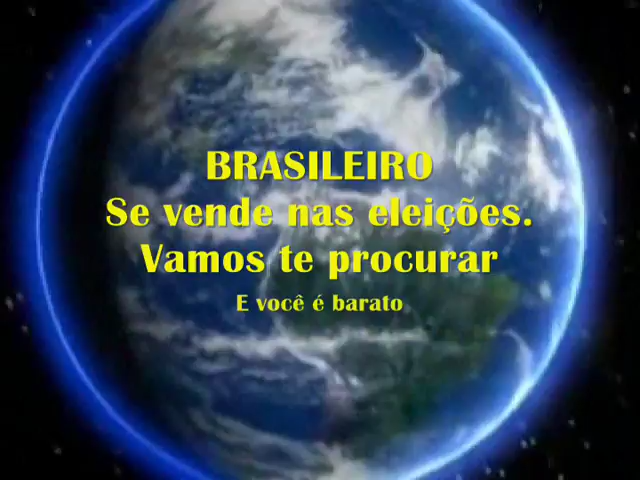 BRASILEIRO
Se vende nas eleições.
Vamos te procurar
E você é barato